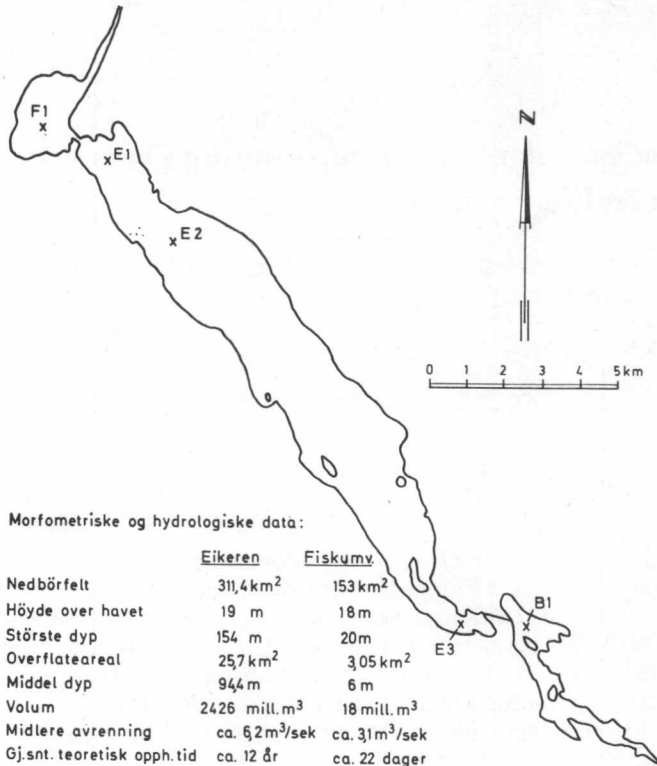 F1
E1
E2
N
0 1 2 3 4 5 km
Morfometriske og hydrologiske data:
Eikeren Fiskumv.
Nedbörfelt 311,4 km² 153 km²
Höyde over havet 19 m 18 m
Störste dyp 154 m 20 m
Overflateareal 25,7 km² 3,05 km²
Middel dyp 94,4 m 6 m
Volum 2426 mill. m³ 18 mill. m³
Midlere avrenning ca. 6,2 m³/sek ca. 3,1 m³/sek
Gj.snt. teoretisk opph.tid ca. 12 år ca. 22 dager
B1
E3